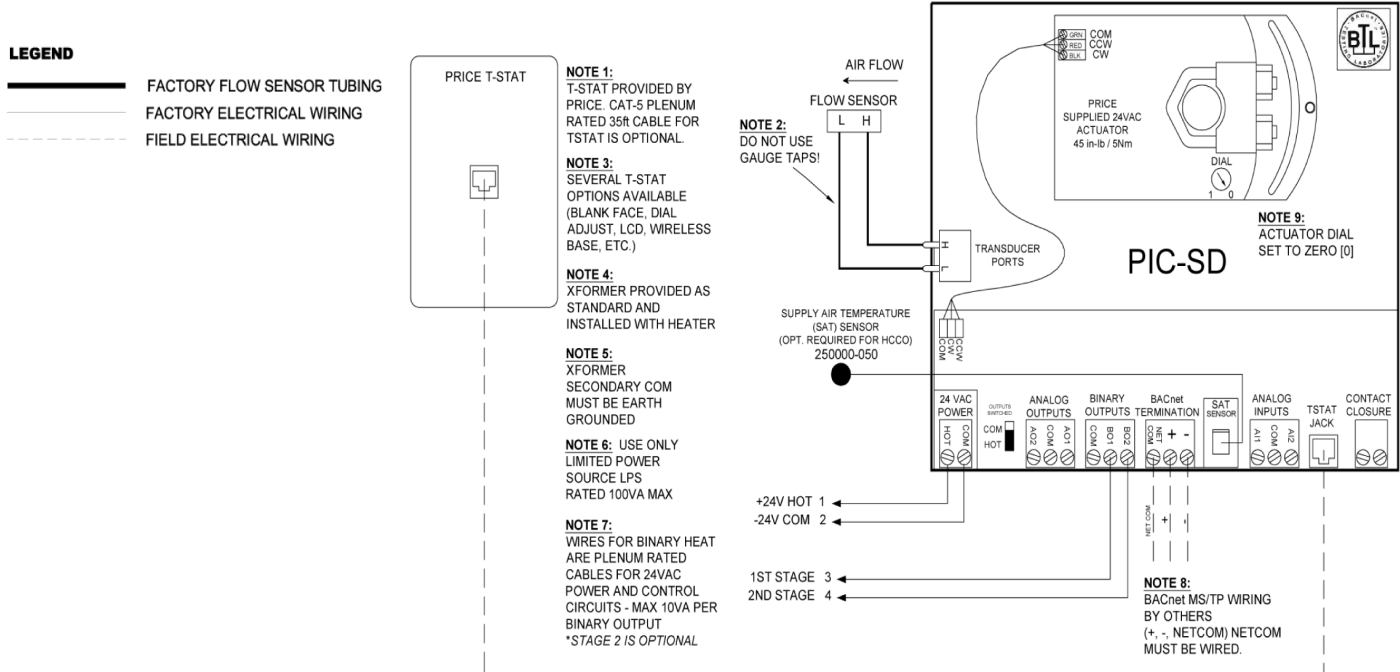 LEGEND
FACTORY FLOW SENSOR TUBING
FACTORY ELECTRICAL WIRING
FIELD ELECTRICAL WIRING
PRICE T-STAT
NOTE 1:
T-STAT PROVIDED BY
PRICE. CAT-5 PLENUM
RATED 35ft CABLE FOR
TSTAT IS OPTIONAL.
NOTE 3:
SEVERAL T-STAT
OPTIONS AVAILABLE
(BLANK FACE, DIAL
ADJUST, LCD, WIRELESS
BASE, ETC.)
NOTE 4:
XFORMER PROVIDED AS
STANDARD AND
INSTALLED WITH HEATER
NOTE 5:
XFORMER
SECONDARY COM
MUST BE EARTH
GROUNDED
NOTE 6: USE ONLY
LIMITED POWER
SOURCE LPS
RATED 100VA MAX
NOTE 7:
WIRES FOR BINARY HEAT
ARE PLENUM RATED
CABLES FOR 24VAC
POWER AND CONTROL
CIRCUITS - MAX 10VA PER
BINARY OUTPUT
*STAGE 2 IS OPTIONAL
AIR FLOW
FLOW SENSOR
L H
NOTE 2:
DO NOT USE
GAUGE TAPS!
H
L
TRANSDUCER
PORTS
GRN COM
RED CCW
BLK CW
PRICE
SUPPLIED 24VAC
ACTUATOR
45 in-lb / 5Nm
DIAL
1 0
BACnet
BTL
TESTING LABORATORIES
NOTE 9:
ACTUATOR DIAL
SET TO ZERO [0]
PIC-SD
SUPPLY AIR TEMPERATURE
(SAT) SENSOR
(OPT. REQUIRED FOR HCCO)
250000-050
COM
CW
CCW
24 VAC
POWER
HOT
COM
OUTPUTS
SWITCHED
COM
HOT
ANALOG
OUTPUTS
AO2
COM
AO1
BINARY
OUTPUTS
COM
BO1
BO2
BACnet
TERMINATION
NET
COM
+
-
SAT
SENSOR
ANALOG
INPUTS
AI1
COM
AI2
TSTAT
JACK
CONTACT
CLOSURE
+24V HOT 1
-24V COM 2
1ST STAGE 3
2ND STAGE 4
NET COM
+
-
NOTE 8:
BACnet MS/TP WIRING
BY OTHERS
(+, -, NETCOM) NETCOM
MUST BE WIRED.